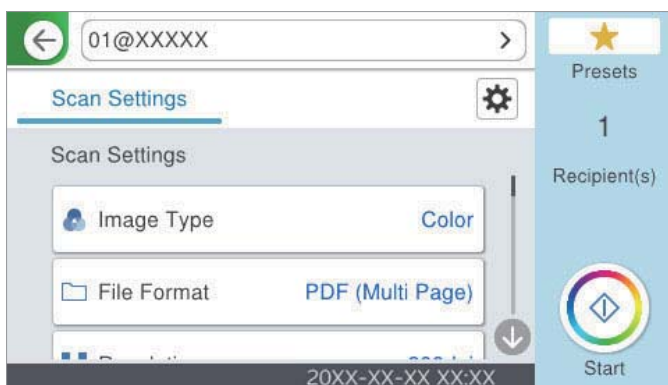 01@XXXXX
Scan Settings
Scan Settings
Image Type Color
File Format PDF (Multi Page)
20XX-XX-XX XX:XX
Presets
1
Recipient(s)
Start